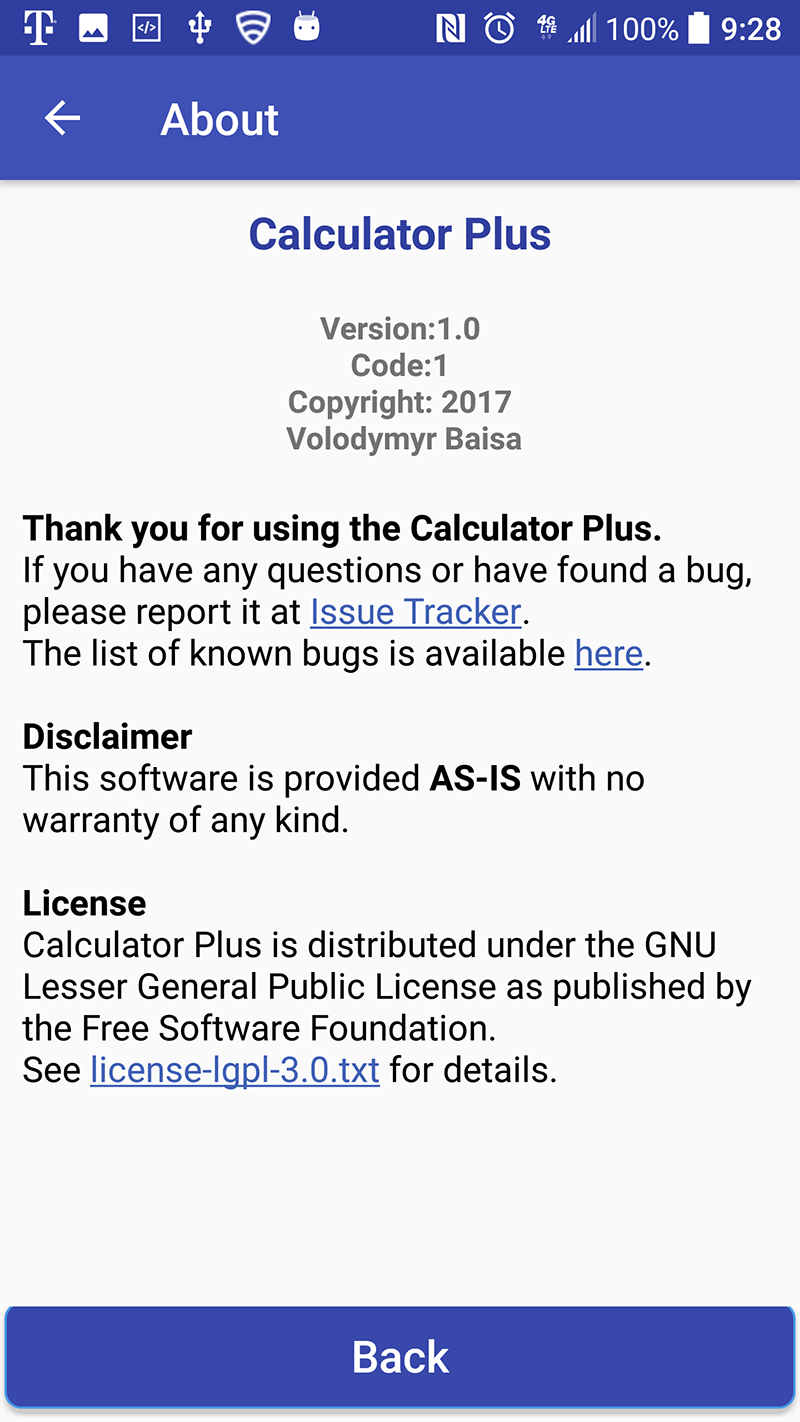 100% 9:28
About
Calculator Plus
Version:1.0
Code:1
Copyright: 2017
Volodymyr Baisa
Thank you for using the Calculator Plus.
If you have any questions or have found a bug,
please report it at Issue Tracker.
The list of known bugs is available here.
Disclaimer
This software is provided AS-IS with no
warranty of any kind.
License
Calculator Plus is distributed under the GNU
Lesser General Public License as published by
the Free Software Foundation.
See license-lgpl-3.0.txt for details.
Back